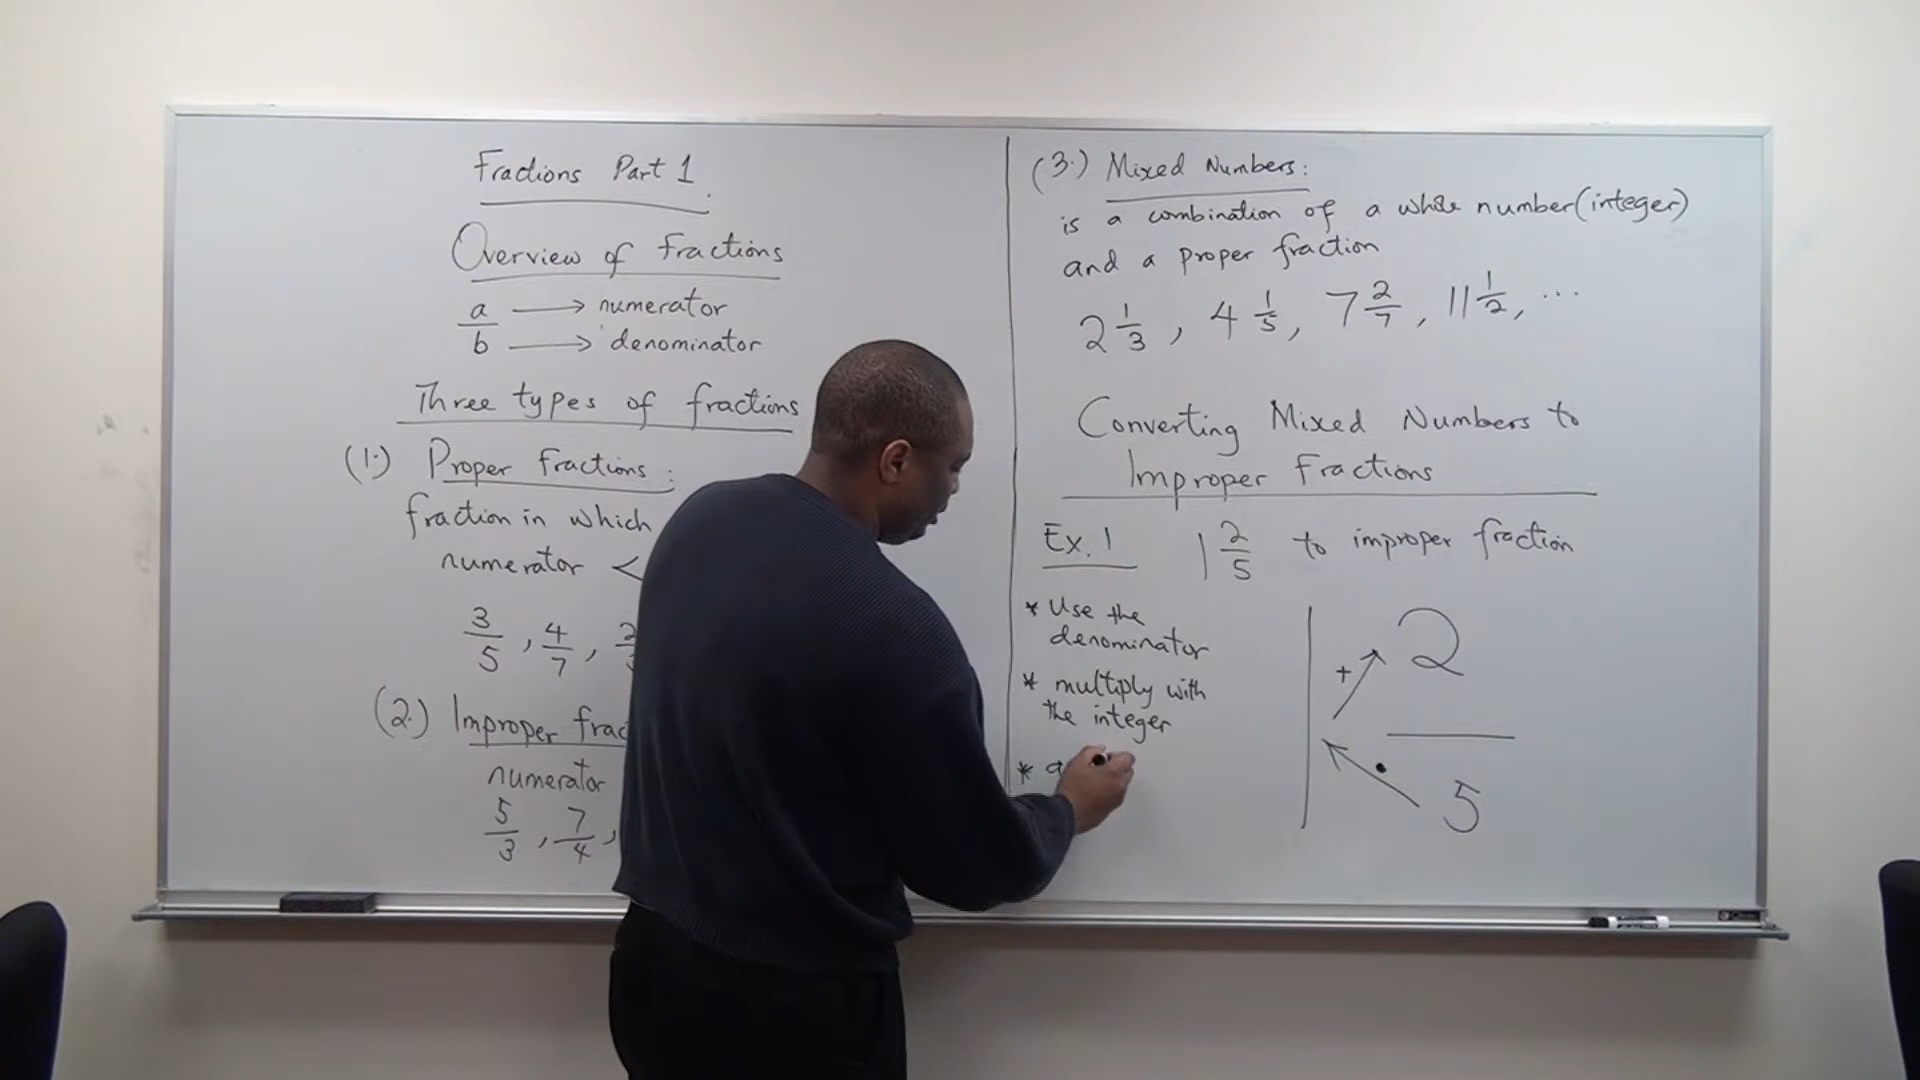 Fractions Part 1.
Overview of Fractions
a → numerator
b → denominator
Three types of fractions
(1.) Proper Fractions:
fraction in which
numerator <
3/5, 4/7,
(2.) Improper frac
numerator
5/3, 7/4,
(3.) Mixed Numbers:
is a combination of a whole number(integer)
and a proper fraction
2 1/3, 4 1/5, 7 2/7, 11 1/2, ...
Converting Mixed Numbers to
Improper Fractions
Ex. 1 1 2/5 to improper fraction
* Use the
denominator
* multiply with
the integer
* a
1 + 2
• 5